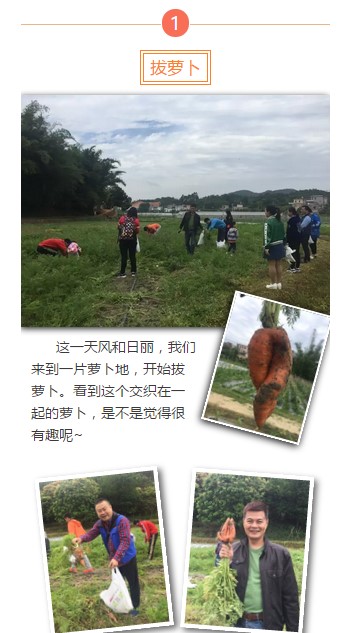 1
拔萝卜
这一天风和日丽，我们
来到一片萝卜地，开始拔
萝卜。看到这个交织在一
起的萝卜，是不是觉得很
有趣呢~